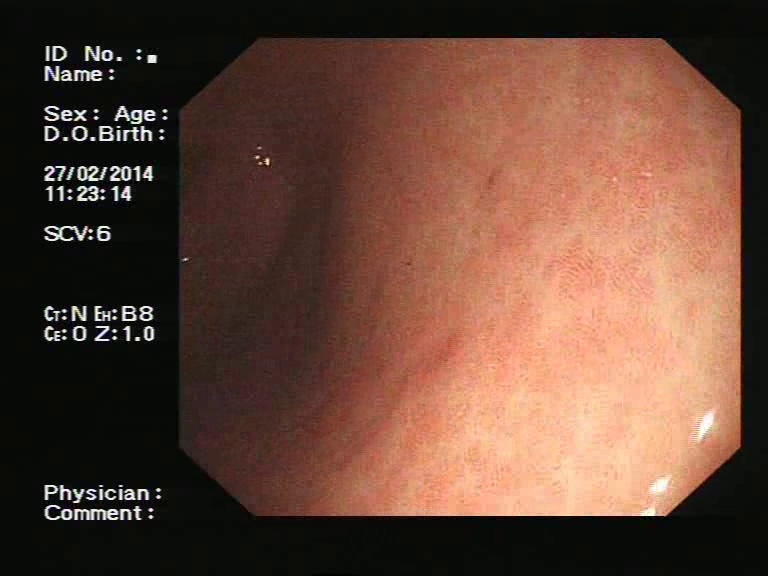 ID No. :
Name:
Sex: Age:
D.O.Birth:
27/02/2014
11:23:14
SCV:6
CT:N EH:B8
CE:0 Z:1.0
Physician:
Comment: